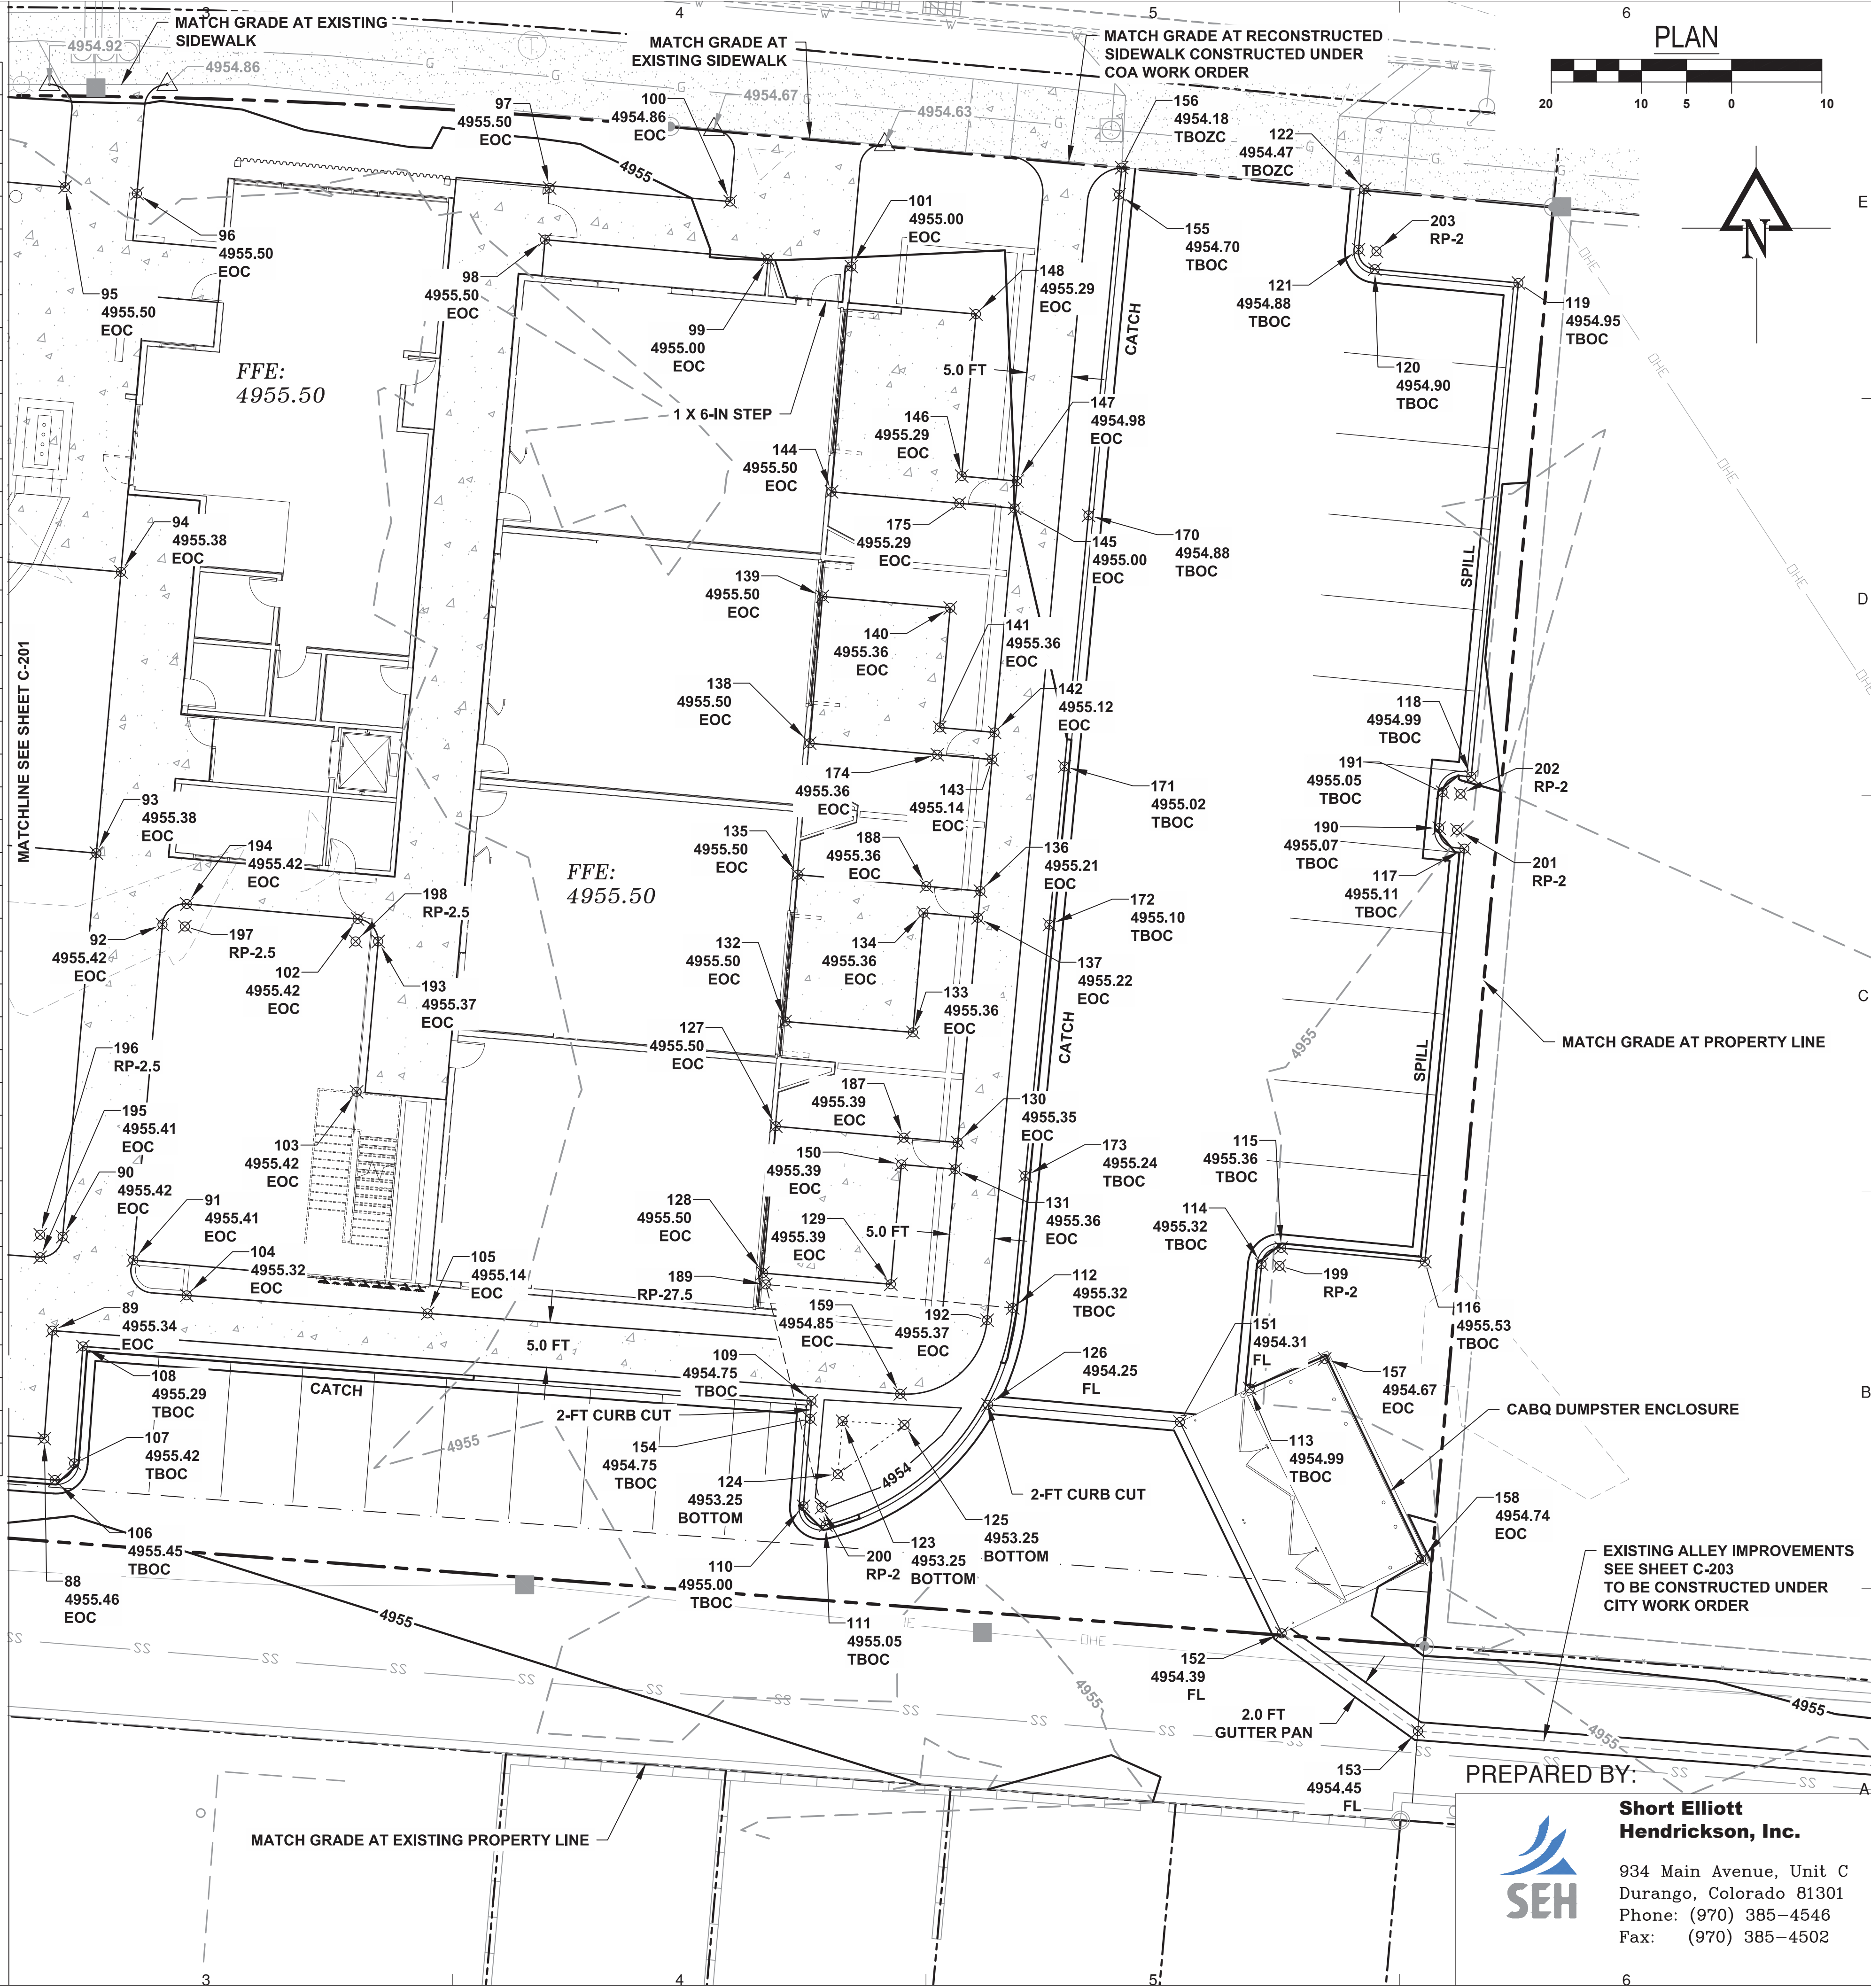 3
4
5
6
MATCH GRADE AT EXISTING
SIDEWALK
4954.92
4954.86
MATCH GRADE AT
EXISTING SIDEWALK
MATCH GRADE AT RECONSTRUCTED
SIDEWALK CONSTRUCTED UNDER
COA WORK ORDER
PLAN
20
10
5
0
10
N
97
4955.50
EOC
100
4954.86
EOC
4954.67
4954.63
156
4954.18
TBOZC
122
4954.47
TBOZC
4955
E
96
4955.50
EOC
95
4955.50
EOC
98
4955.50
EOC
99
4955.00
EOC
101
4955.00
EOC
148
4955.29
EOC
155
4954.70
TBOC
203
RP-2
121
4954.88
TBOC
119
4954.95
TBOC
120
4954.90
TBOC
CATCH
FFE:
4955.50
5.0 FT
1 X 6-IN STEP
146
4955.29
EOC
147
4954.98
EOC
144
4955.50
EOC
175
4955.29
EOC
145
4955.00
EOC
170
4954.88
TBOC
94
4955.38
EOC
139
4955.50
EOC
140
4955.36
EOC
141
4955.36
EOC
SPILL
D
OHE
OHE
OHE
OHE
MATCHLINE SEE SHEET C-201
138
4955.50
EOC
142
4955.12
EOC
118
4954.99
TBOC
191
4955.05
TBOC
202
RP-2
174
4955.36
EOC
143
4955.14
EOC
171
4955.02
TBOC
190
4955.07
TBOC
201
RP-2
117
4955.11
TBOC
93
4955.38
EOC
194
4955.42
EOC
135
4955.50
EOC
188
4955.36
EOC
136
4955.21
EOC
FFE:
4955.50
198
RP-2.5
172
4955.10
TBOC
92
4955.42
EOC
197
RP-2.5
102
4955.42
EOC
193
4955.37
EOC
132
4955.50
EOC
134
4955.36
EOC
137
4955.22
EOC
C
133
4955.36
EOC
127
4955.50
EOC
CATCH
4955
SPILL
MATCH GRADE AT PROPERTY LINE
196
RP-2.5
195
4955.41
EOC
187
4955.39
EOC
130
4955.35
EOC
103
4955.42
EOC
90
4955.42
EOC
150
4955.39
EOC
173
4955.24
TBOC
115
4955.36
TBOC
91
4955.41
EOC
128
4955.50
EOC
129
4955.39
EOC
5.0 FT
131
4955.36
EOC
114
4955.32
TBOC
104
4955.32
EOC
105
4955.14
EOC
189
RP-27.5
199
RP-2
112
4955.32
TBOC
89
4955.34
EOC
159
4954.85
EOC
192
4955.37
EOC
116
4955.53
TBOC
151
4954.31
FL
5.0 FT
109
4954.75
TBOC
126
4954.25
FL
157
4954.67
EOC
108
4955.29
TBOC
CATCH
B
2-FT CURB CUT
CABQ DUMPSTER ENCLOSURE
107
4955.42
TBOC
4955
154
4954.75
TBOC
113
4954.99
TBOC
124
4953.25
BOTTOM
4954
2-FT CURB CUT
158
4954.74
EOC
125
4953.25
BOTTOM
106
4955.45
TBOC
123
4953.25
BOTTOM
200
RP-2
EXISTING ALLEY IMPROVEMENTS
SEE SHEET C-203
TO BE CONSTRUCTED UNDER
CITY WORK ORDER
110
4955.00
TBOC
88
4955.46
EOC
4955
111
4955.05
TBOC
OHE
152
4954.39
FL
4955
2.0 FT
GUTTER PAN
4955
4955
SS
SS
SS
SS
SS
SS
SS
SS
153
4954.45
FL
A
MATCH GRADE AT EXISTING PROPERTY LINE
PREPARED BY:
SEH
Short Elliott
Hendrickson, Inc.
934 Main Avenue, Unit C
Durango, Colorado 81301
Phone: (970) 385-4546
Fax: (970) 385-4502
3
4
5
6